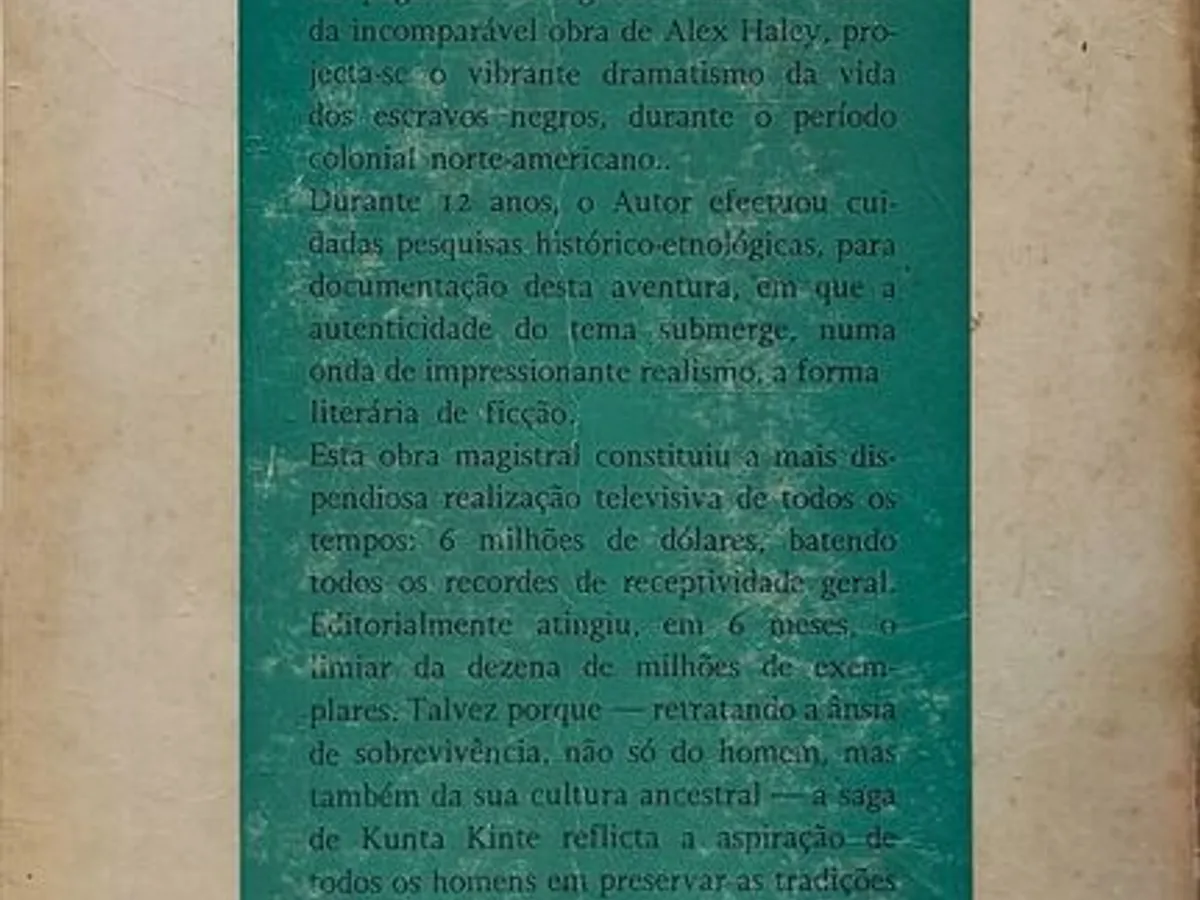 da incomparável obra de Alex Haley, pro-
jecta-se o vibrante dramatismo da vida
dos escravos negros, durante o período
colonial norte-americano..
Durante 12 anos, o Autor efectuou cui-
dadas pesquisas histórico-etnológicas, para
documentação desta aventura, em que a
autenticidade do tema submerge, numa
onda de impressionante realismo, a forma
literária de ficção.
Esta obra magistral constituiu a mais dis-
pendiosa realização televisiva de todos os
tempos: 6 milhões de dólares, batendo
todos os recordes de receptividade geral.
Editorialmente atingiu, em 6 meses, o
limiar da dezena de milhões de exem-
plares. Talvez porque — retratando a ânsia
de sobrevivência, não só do homem, mas
também da sua cultura ancestral — a saga
de Kunta Kinte reflicta a aspiração de
todos os homens em preservar as tradições